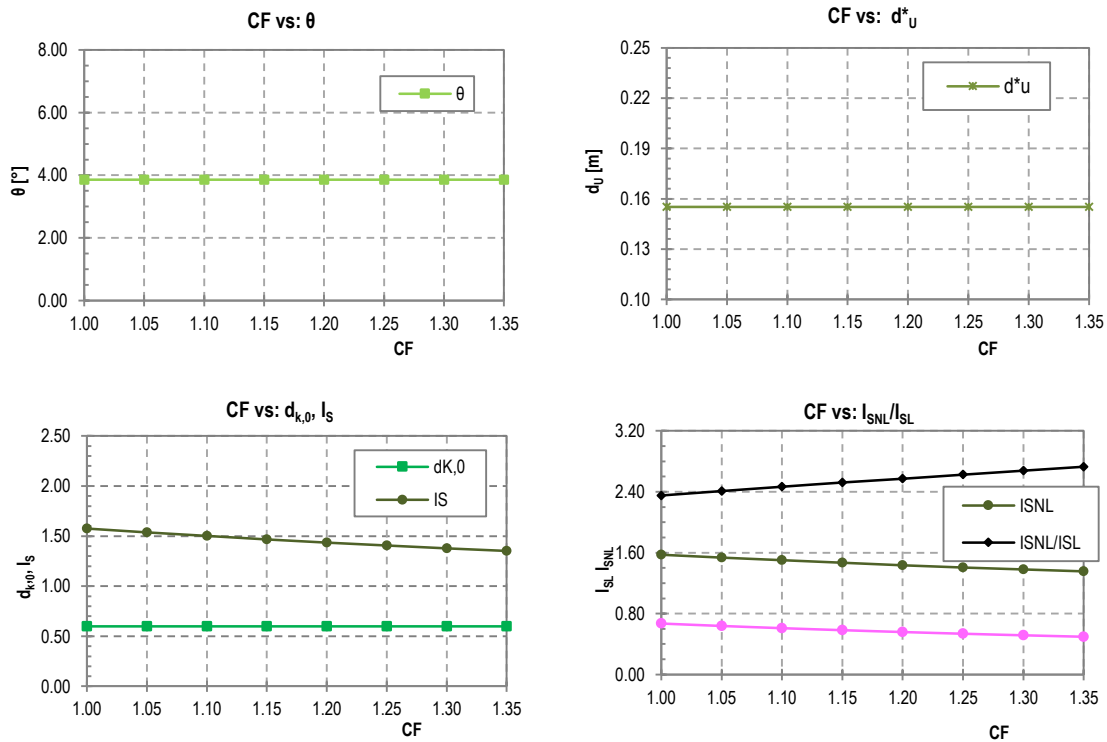 CF vs: θ
8.00
6.00
4.00
2.00
0.00
θ [°]
θ
1.00 1.05 1.10 1.15 1.20 1.25 1.30 1.35
CF
CF vs: d*U
0.25
0.22
0.19
0.16
0.13
0.10
dU [m]
d*u
1.00 1.05 1.10 1.15 1.20 1.25 1.30 1.35
CF
CF vs: dk,0, IS
2.50
2.00
1.50
1.00
0.50
0.00
dk,0, IS
dK,0
IS
1.00 1.05 1.10 1.15 1.20 1.25 1.30 1.35
CF
CF vs: ISNL/ISL
3.20
2.40
1.60
0.80
0.00
ISL, ISNL
ISNL
ISNL/ISL
1.00 1.05 1.10 1.15 1.20 1.25 1.30 1.35
CF